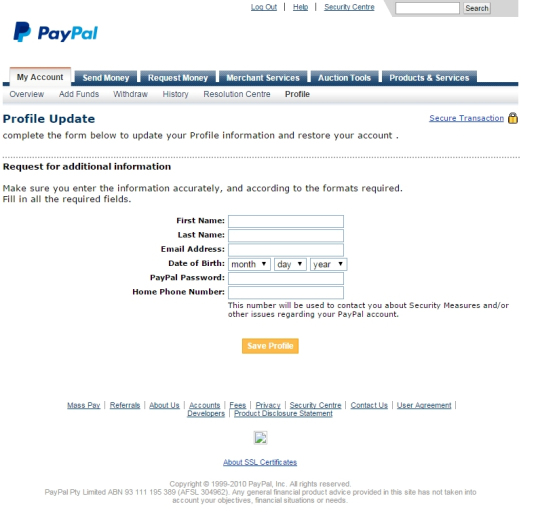 Log Out | Help | Security Centre Search
PayPal
My Account Send Money Request Money Merchant Services Auction Tools Products & Services
Overview Add Funds Withdraw History Resolution Centre Profile
Profile Update Secure Transaction
complete the form below to update your Profile information and restore your account .
Request for additional information
Make sure you enter the information accurately, and according to the formats required.
Fill in all the required fields.
First Name:
Last Name:
Email Address:
Date of Birth: month day year
PayPal Password:
Home Phone Number:
This number will be used to contact you about Security Measures and/or
other issues regarding your PayPal account.
Save Profile
Mass Pay | Referrals | About Us | Accounts | Fees | Privacy | Security Centre | Contact Us | User Agreement |
Developers | Product Disclosure Statement
About SSL Certificates
Copyright © 1999-2010 PayPal, Inc. All rights reserved.
PayPal Pty Limited ABN 93 111 195 389 (AFSL 304962). Any general financial product advice provided in this site has not taken into
account your objectives, financial situations or needs.